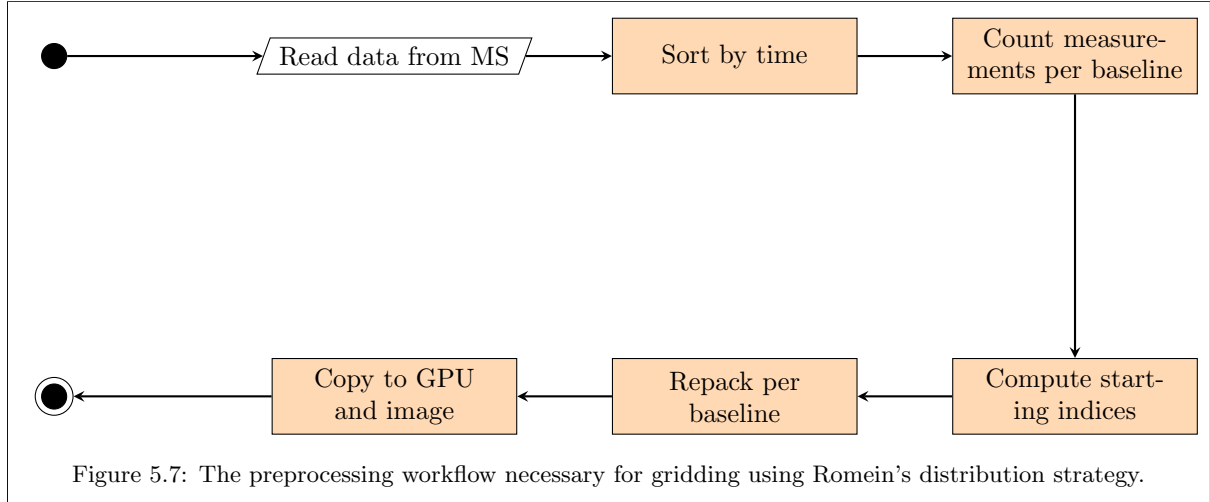 Read data from MS
Sort by time
Count measure-
ments per baseline
Copy to GPU
and image
Repack per
baseline
Compute start-
ing indices
Figure 5.7: The preprocessing workflow necessary for gridding using Romein's distribution strategy.